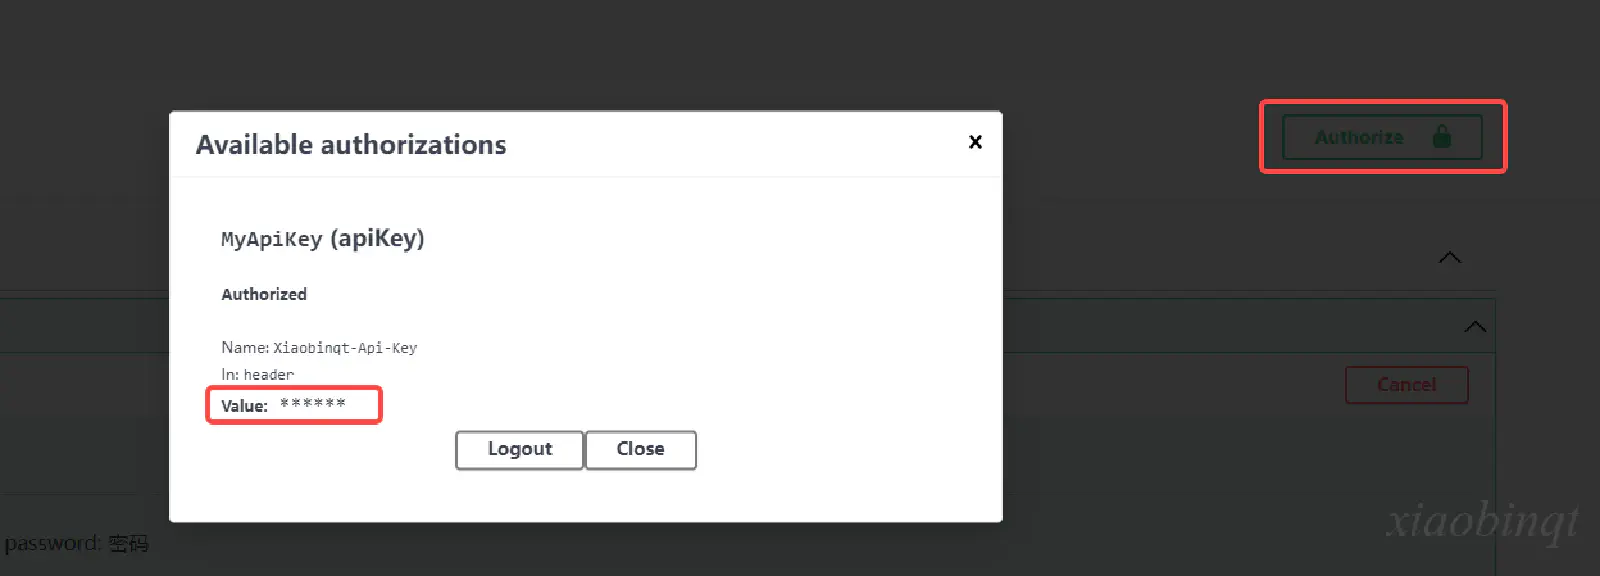 Authorize
Available authorizations
×
MyApiKey (apiKey)
Authorized
Name: Xiaobinqt-Api-Key
In: header
Cancel
Value: ******
Logout
Close
xiaobinqt
password: 密码